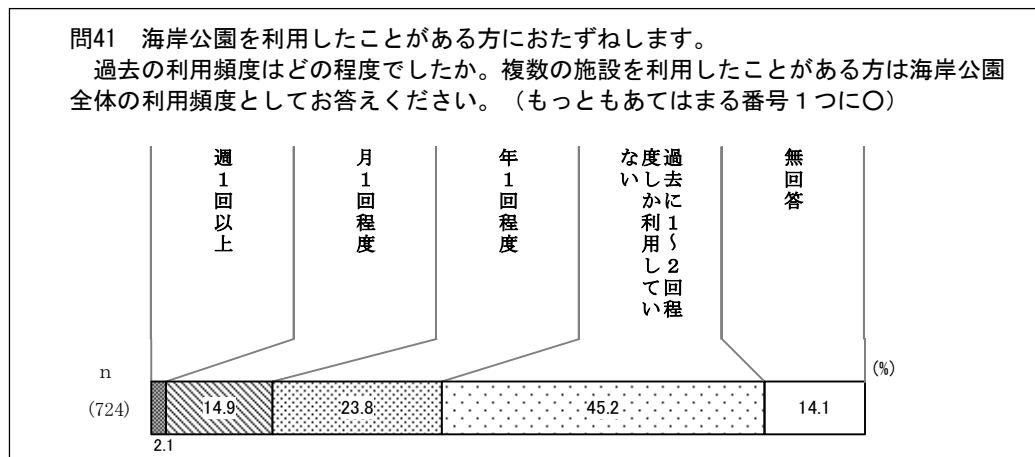 問41　海岸公園を利用したことがある方におたずねします。
過去の利用頻度はどの程度でしたか。複数の施設を利用したことがある方は海岸公園
全体の利用頻度としてお答えください。（もっともあてはまる番号１つに〇）
週１回以上
月１回程度
年１回程度
過去に１～２回程
度しか利用してい
ない
無回答
n
(%)
(724)
14.9
23.8
45.2
14.1
2.1